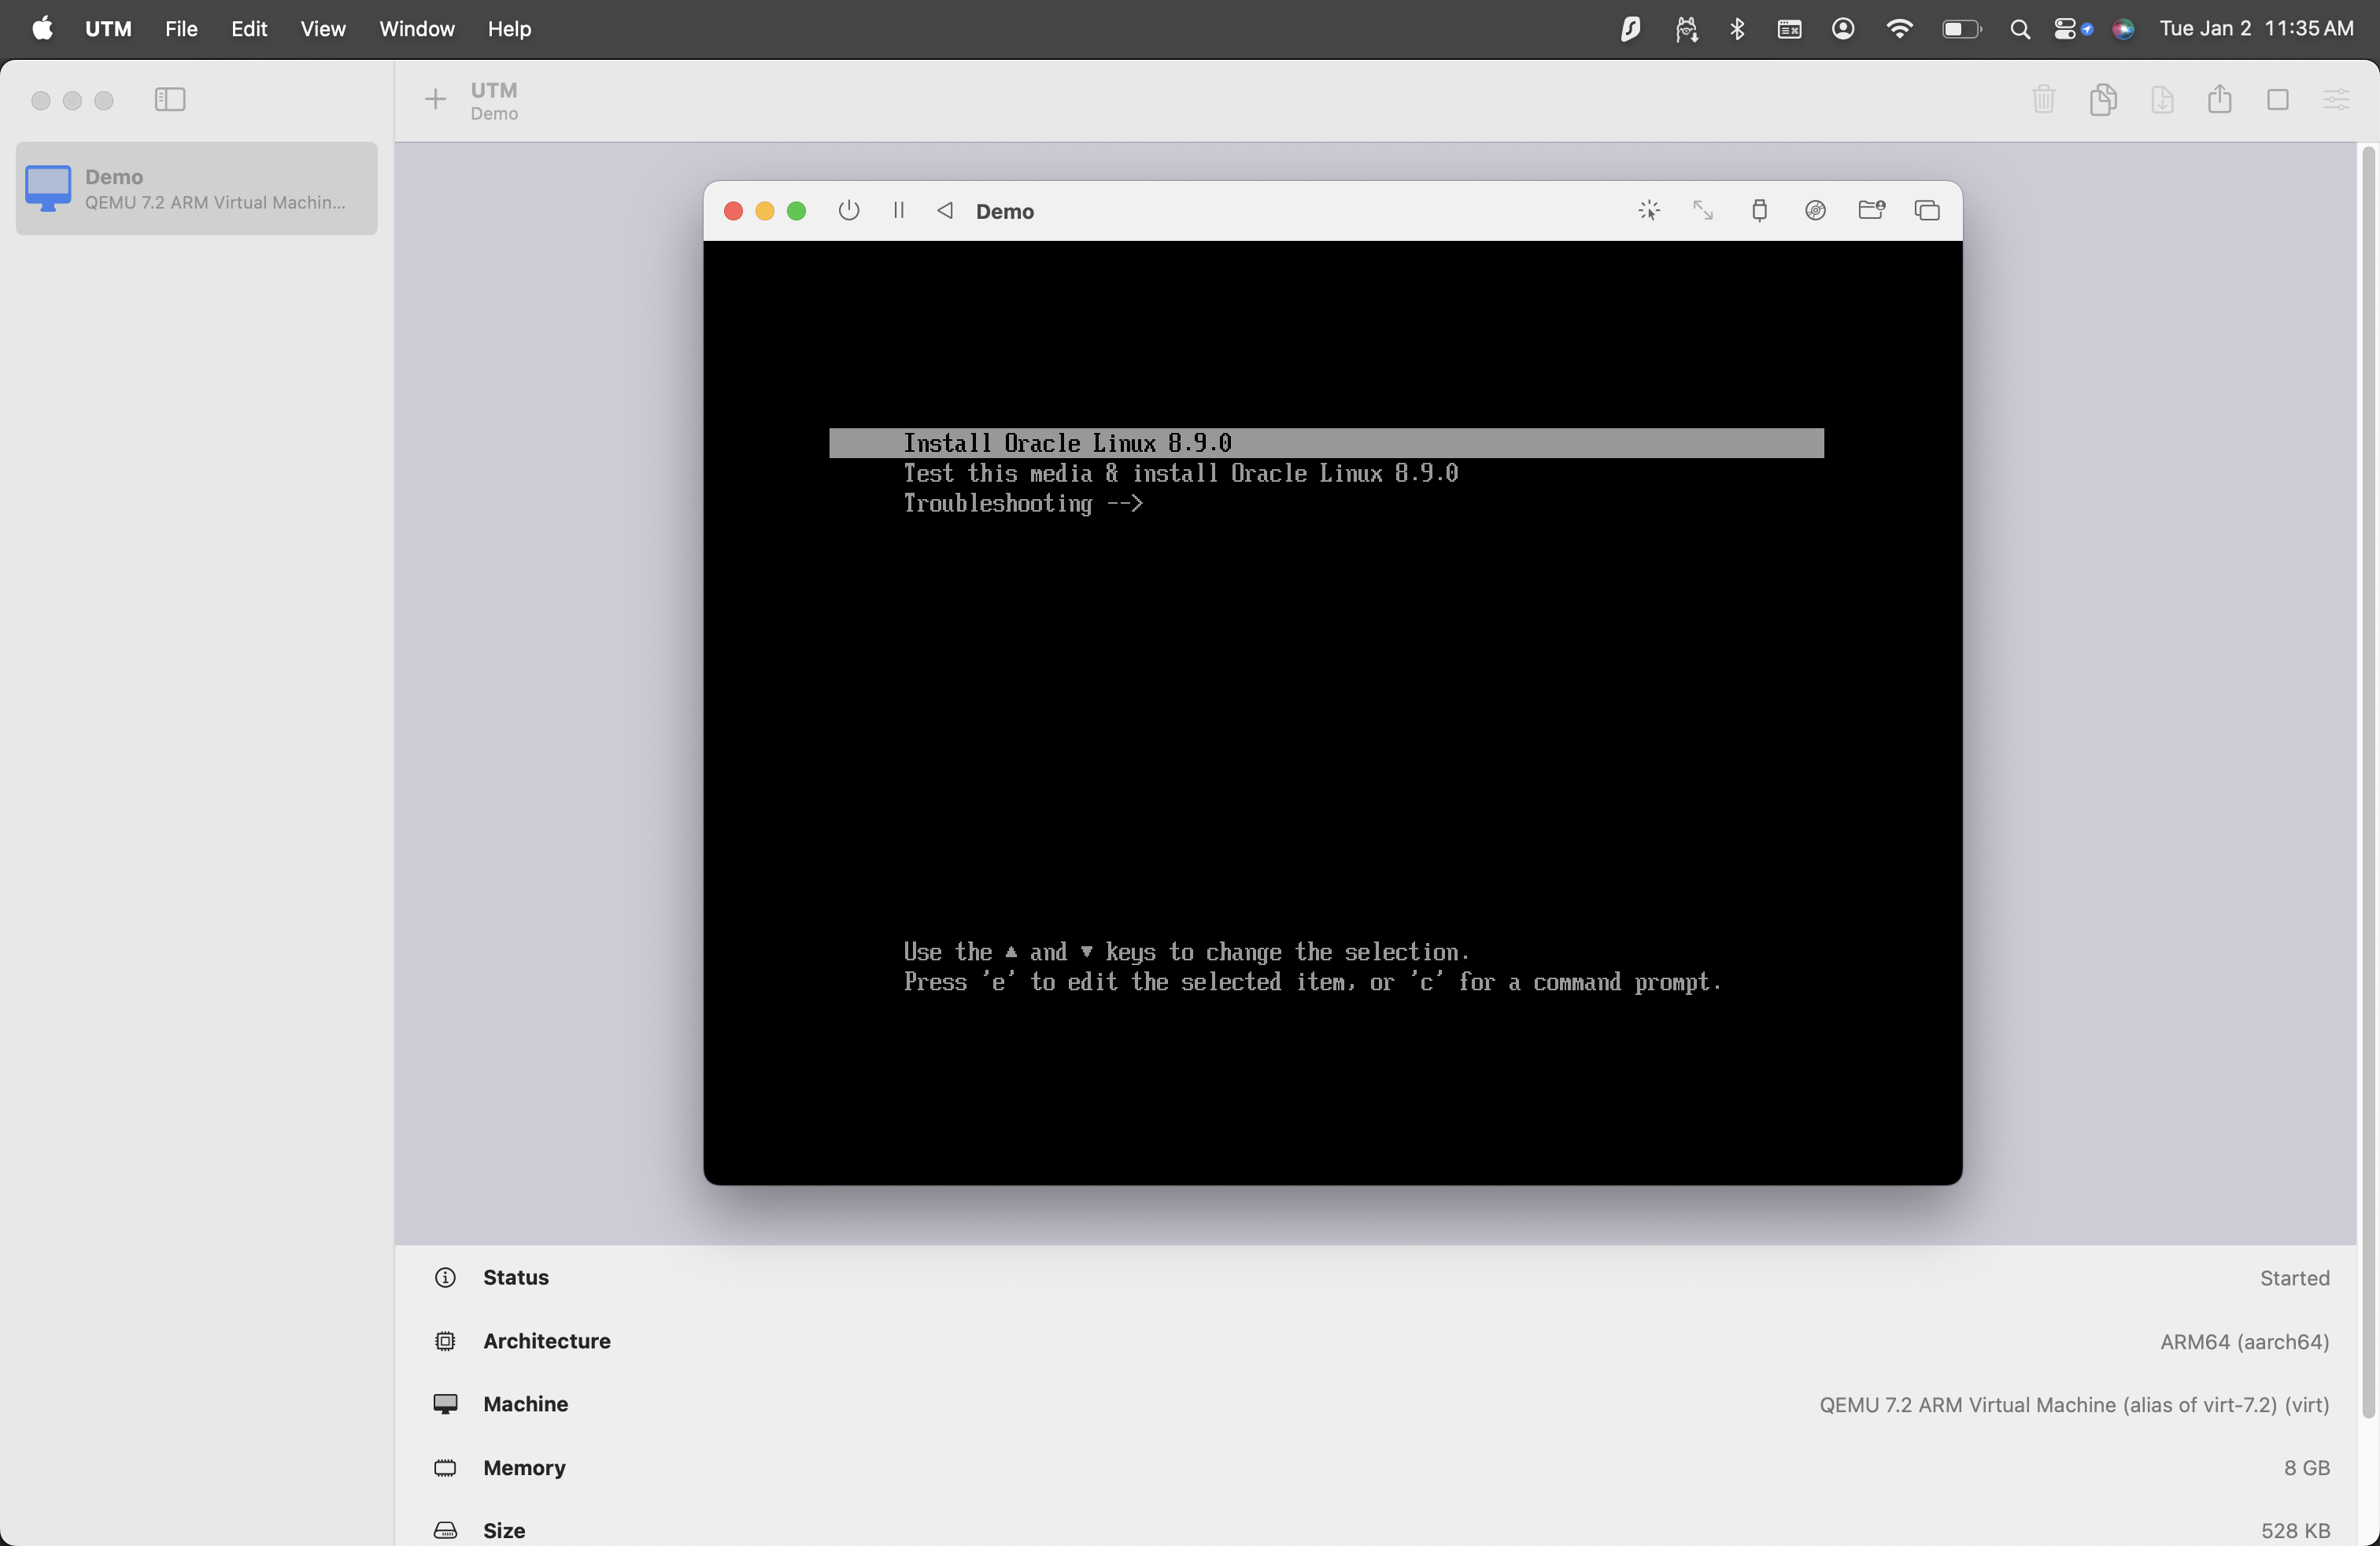 UTM File Edit View Window Help Tue Jan 2 11:35 AM
UTM
Demo
Demo
QEMU 7.2 ARM Virtual Machin...
Demo
Install Oracle Linux 8.9.0
Test this media & install Oracle Linux 8.9.0
Troubleshooting -->
Use the ▲ and ▼ keys to change the selection.
Press 'e' to edit the selected item, or 'c' for a command prompt.
Status Started
Architecture ARM64 (aarch64)
Machine QEMU 7.2 ARM Virtual Machine (alias of virt-7.2) (virt)
Memory 8 GB
Size 528 KB